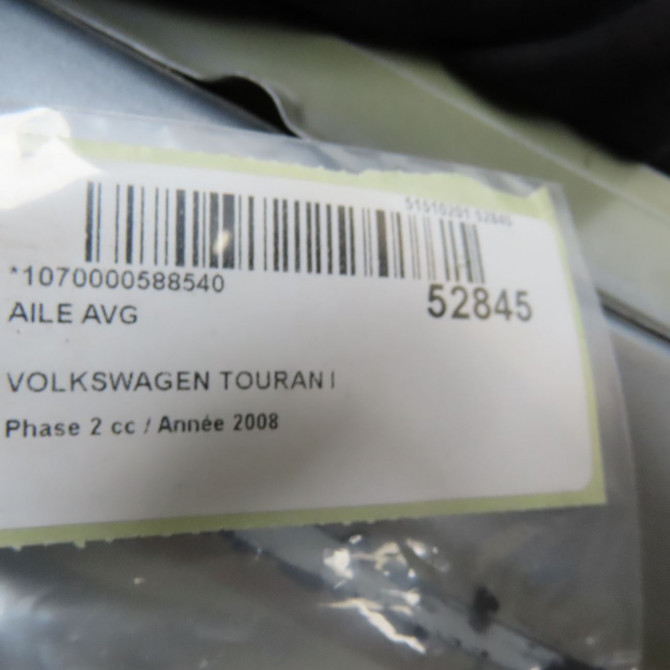 *1070000588540
52845
AILE AVG
VOLKSWAGEN TOURAN I
Phase 2 cc / Année 2008